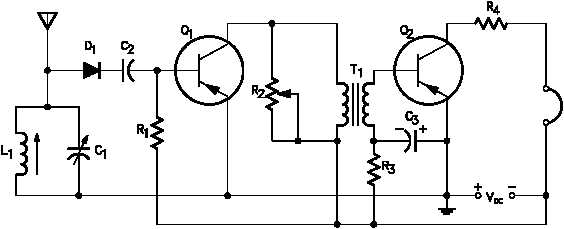 D1
C2
Q1
R2
T1
Q2
R4
R1
L1
C1
C3
− +
R3
+ VDC −